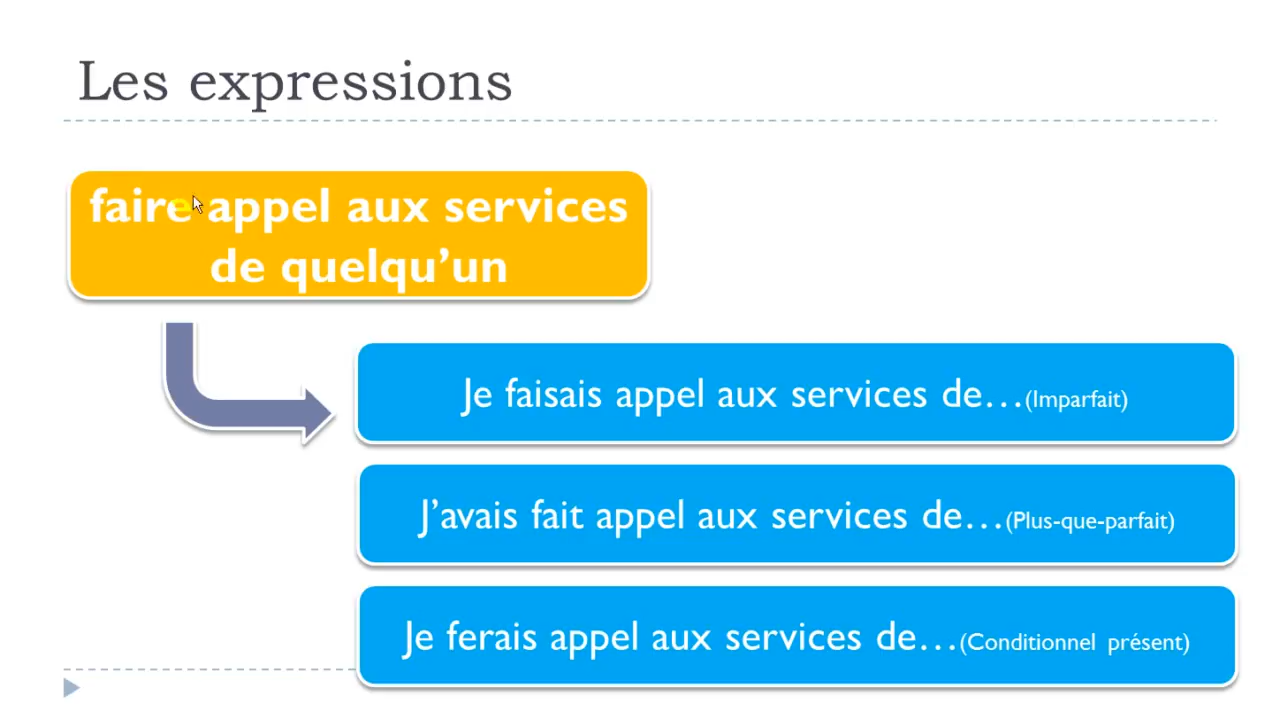 Les expressions
faire appel aux services
de quelqu’un
Je faisais appel aux services de…(Imparfait)
J’avais fait appel aux services de…(Plus-que-parfait)
Je ferais appel aux services de…(Conditionnel présent)